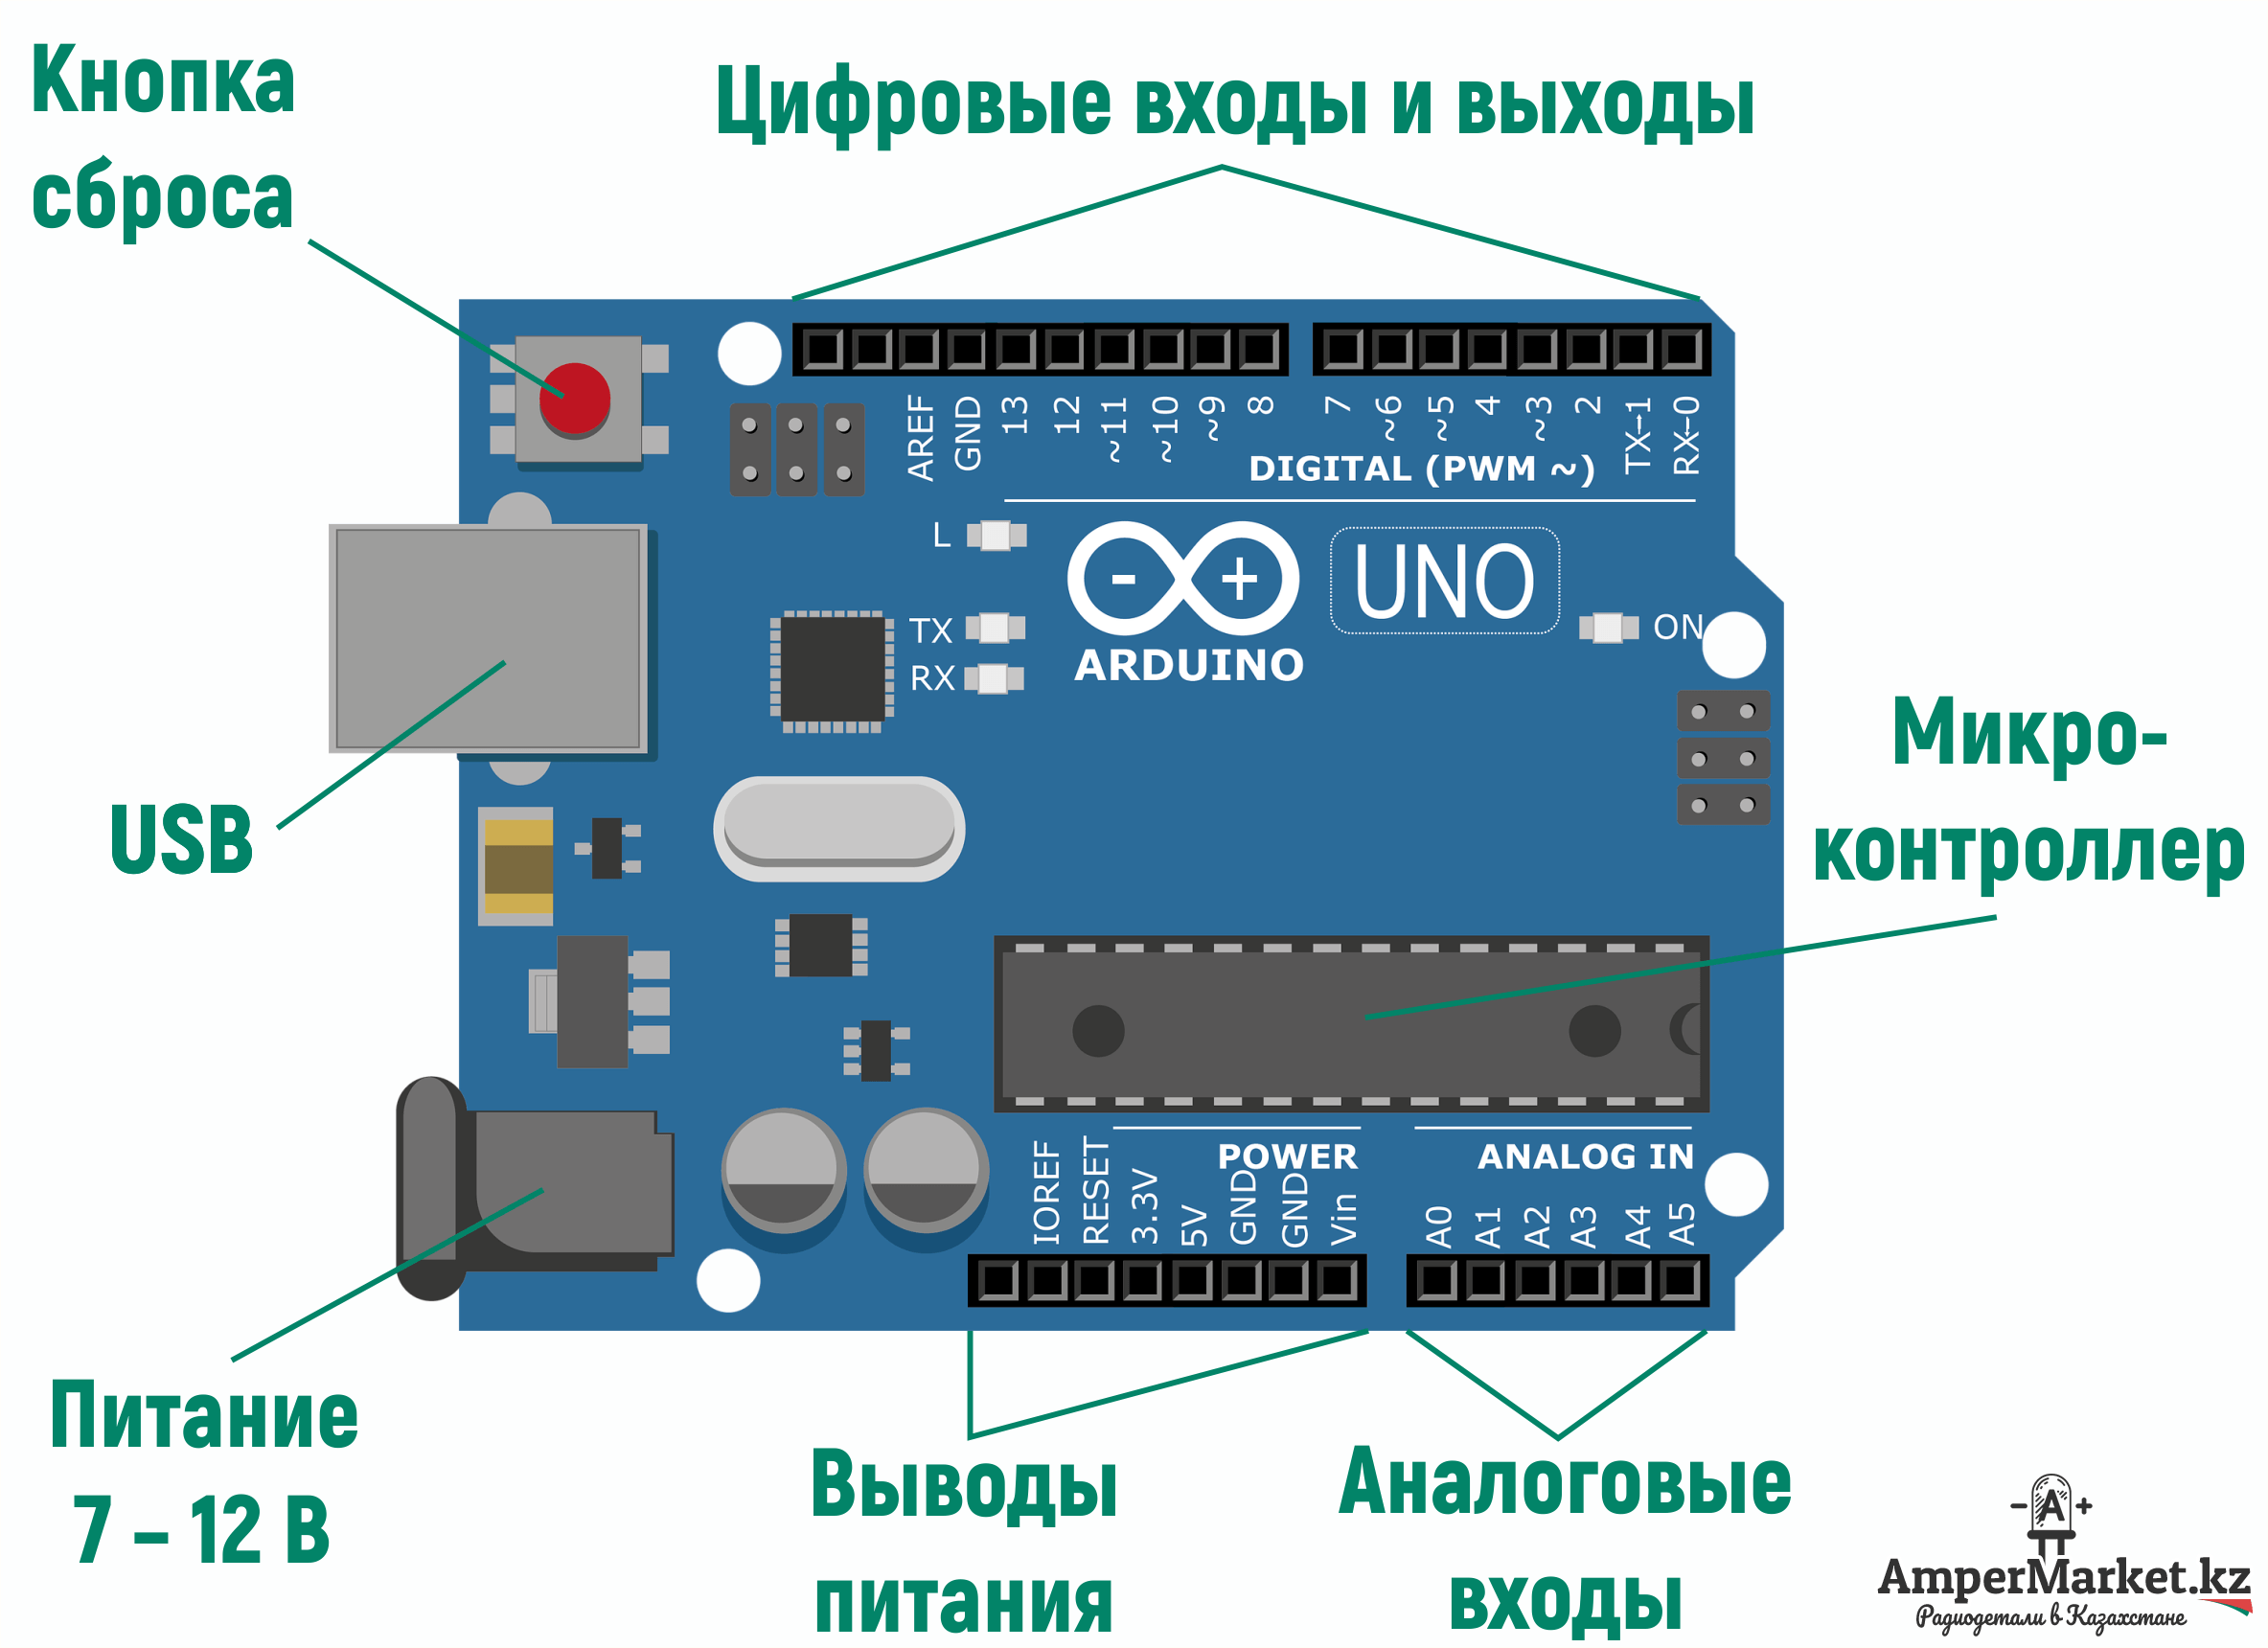 Кнопка
сброса
Цифровые входы и выходы
AREF
GND
13
12
~11
~10
~9
8
7
~6
~5
4
~3
2
TX→1
RX←0
DIGITAL (PWM ~)
L
TX
RX
- +
ARDUINO
UNO
ON
USB
Микро-
контроллер
POWER
ANALOG IN
IOREF
RESET
3.3V
5V
GND
GND
Vin
A0
A1
A2
A3
A4
A5
Питание
7 – 12 В
Выводы
питания
Аналоговые
входы
- A +
AmperMarket.kz
Радиодетали в Казахстане